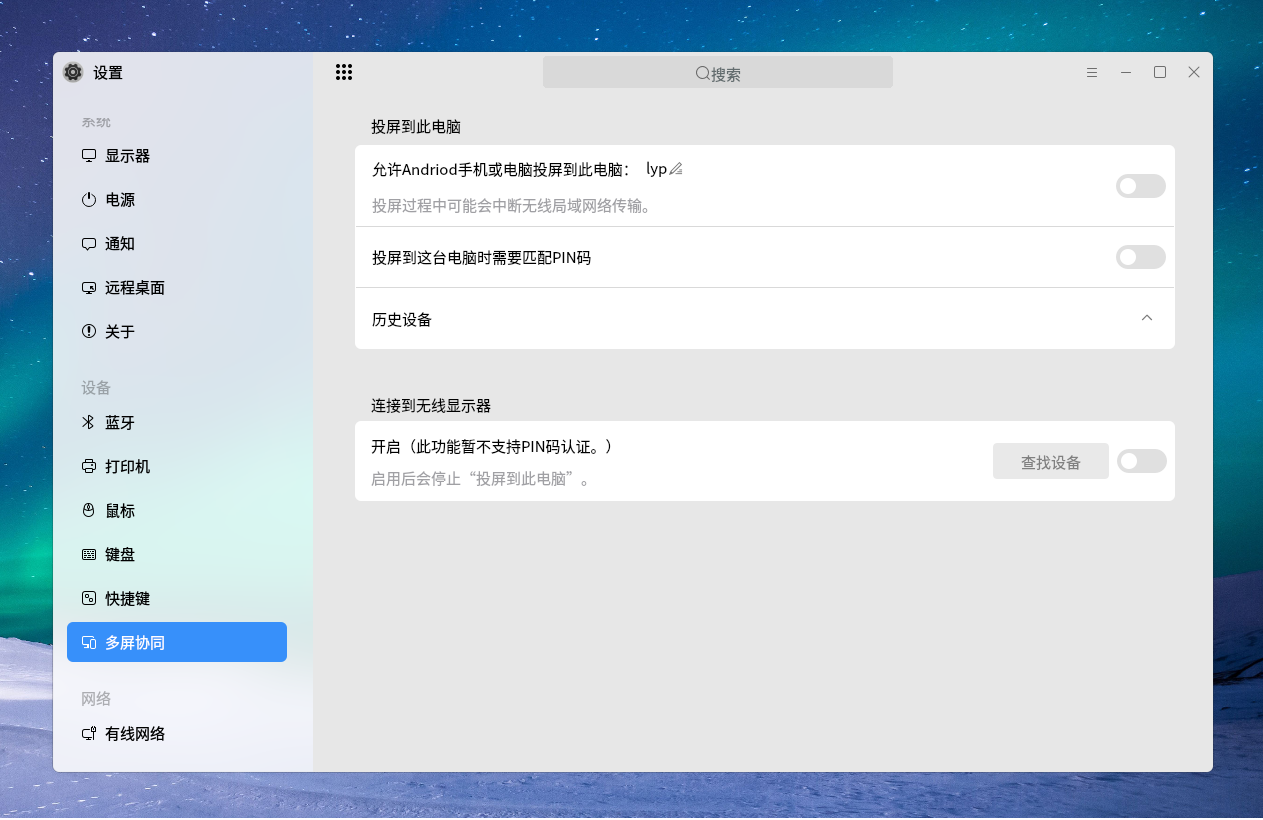 设置
搜索
系统
显示器
电源
通知
远程桌面
关于
设备
蓝牙
打印机
鼠标
键盘
快捷键
多屏协同
网络
有线网络
投屏到此电脑
允许Andriod手机或电脑投屏到此电脑： lyp
投屏过程中可能会中断无线局域网络传输。
投屏到这台电脑时需要匹配PIN码
历史设备
连接到无线显示器
开启（此功能暂不支持PIN码认证。）
启用后会停止“投屏到此电脑”。
查找设备